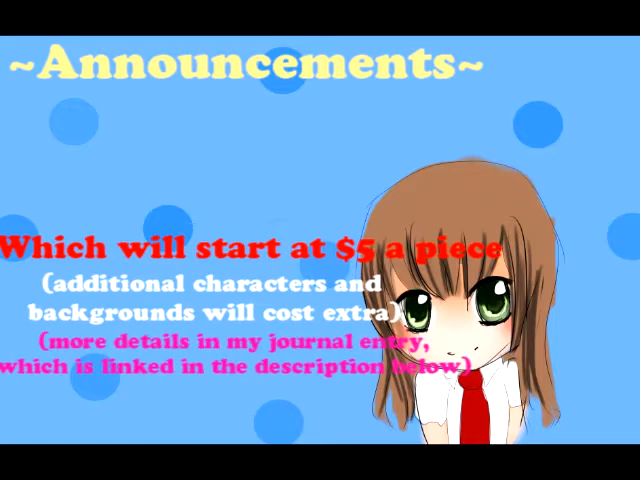 ~Announcements~
Which will start at $5 a piece
(additional characters and
backgrounds will cost extra)
(more details in my journal entry,
which is linked in the description below)